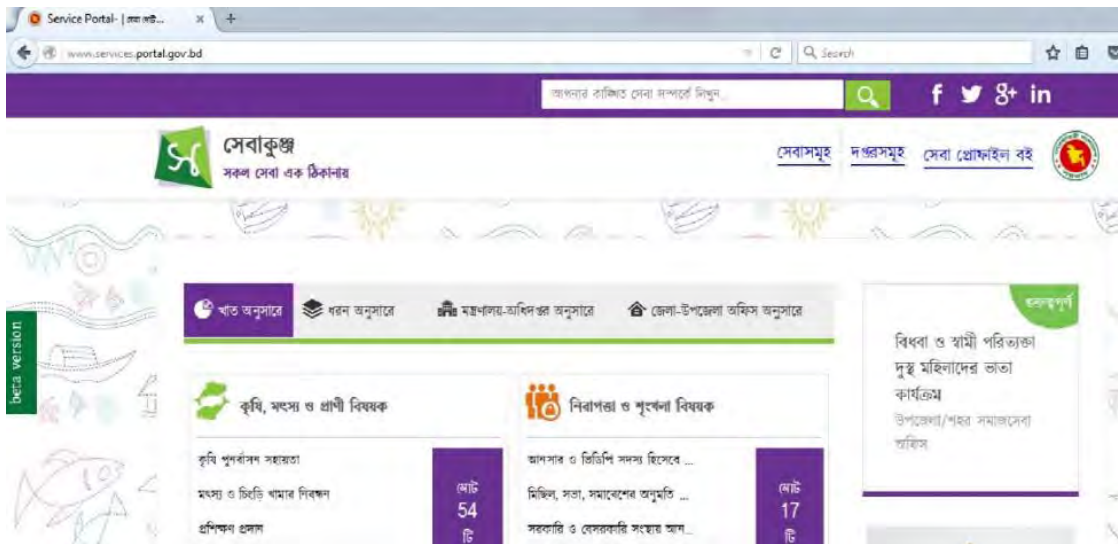 Service Portal- | সেবা পোর্ট...
www.services.portal.gov.bd
Search
আপনার কাঙ্ক্ষিত সেবা সম্পর্কে লিখুন...
f 8+ in
সেবাকুঞ্জ
সকল সেবা এক ঠিকানায়
সেবাসমূহ দপ্তরসমূহ সেবা প্রোফাইল বই
খাত অনুসারে ধরন অনুসারে মন্ত্রণালয়-অধিদপ্তর অনুসারে জেলা-উপজেলা অফিস অনুসারে
beta version
কৃষি, মৎস্য ও প্রাণী বিষয়ক
কৃষি পুনর্বাসন সহায়তা
মৎস্য ও চিংড়ি খামার নিবন্ধন
প্রশিক্ষণ প্রদান
মোট
54
টি
নিরাপত্তা ও শৃংখলা বিষয়ক
আনসার ও ভিডিপি সদস্য হিসেবে ...
মিছিল, সভা, সমাবেশের অনুমতি ...
সরকারি ও বেসরকারি সংস্থায় আন...
মোট
17
টি
গুরুত্বপূর্ণ
বিধবা ও স্বামী পরিত্যক্তা
দুস্থ মহিলাদের ভাতা
কার্যক্রম
উপজেলা/শহর সমাজসেবা
অফিস